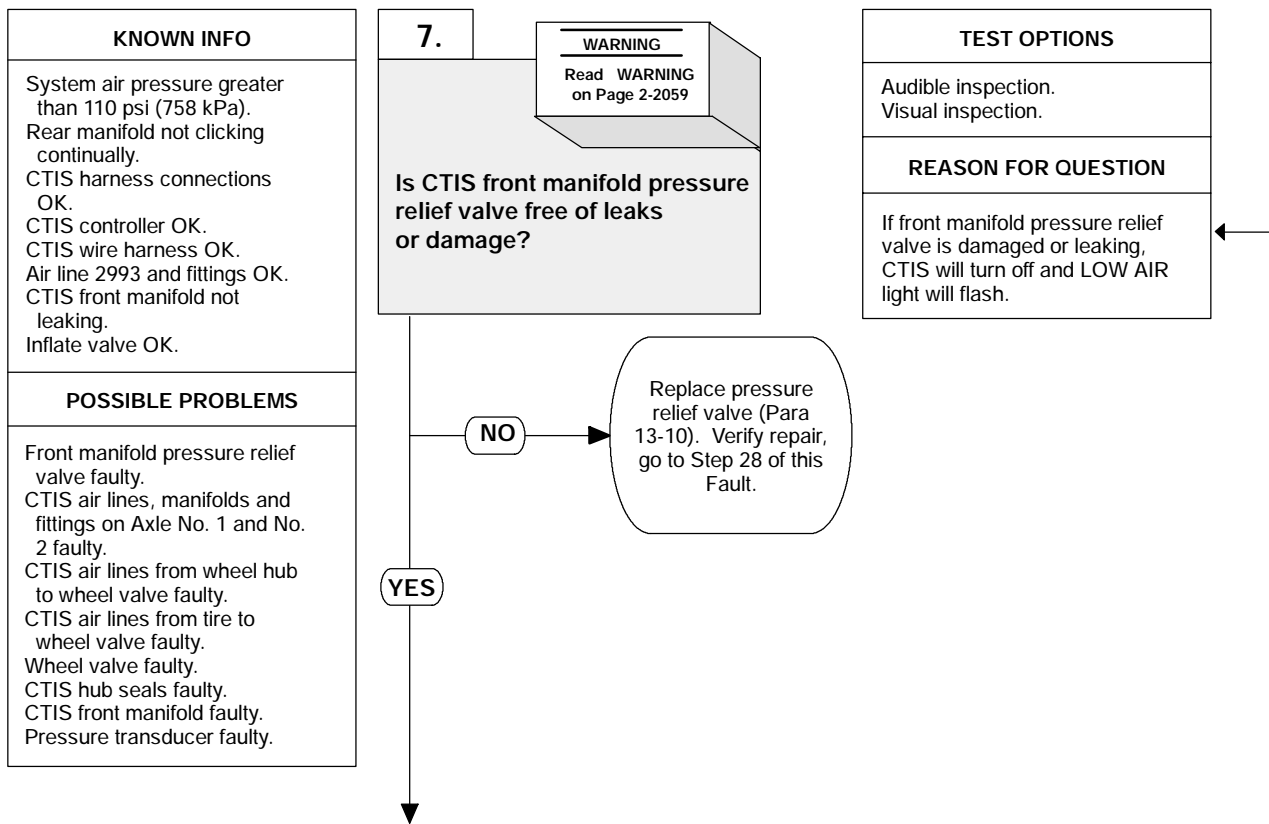 KNOWN INFO
System air pressure greater
than 110 psi (758 kPa).
Rear manifold not clicking
continually.
CTIS harness connections
OK.
CTIS controller OK.
CTIS wire harness OK.
Air line 2993 and fittings OK.
CTIS front manifold not
leaking.
Inflate valve OK.
POSSIBLE PROBLEMS
Front manifold pressure relief
valve faulty.
CTIS air lines, manifolds and
fittings on Axle No. 1 and No.
2 faulty.
CTIS air lines from wheel hub
to wheel valve faulty.
CTIS air lines from tire to
wheel valve faulty.
Wheel valve faulty.
CTIS hub seals faulty.
CTIS front manifold faulty.
Pressure transducer faulty.
7.
WARNING
Read WARNING
on Page 2-2059
Is CTIS front manifold pressure
relief valve free of leaks
or damage?
NO
Replace pressure
relief valve (Para
13-10). Verify repair,
go to Step 28 of this
Fault.
YES
TEST OPTIONS
Audible inspection.
Visual inspection.
REASON FOR QUESTION
If front manifold pressure relief
valve is damaged or leaking,
CTIS will turn off and LOW AIR
light will flash.